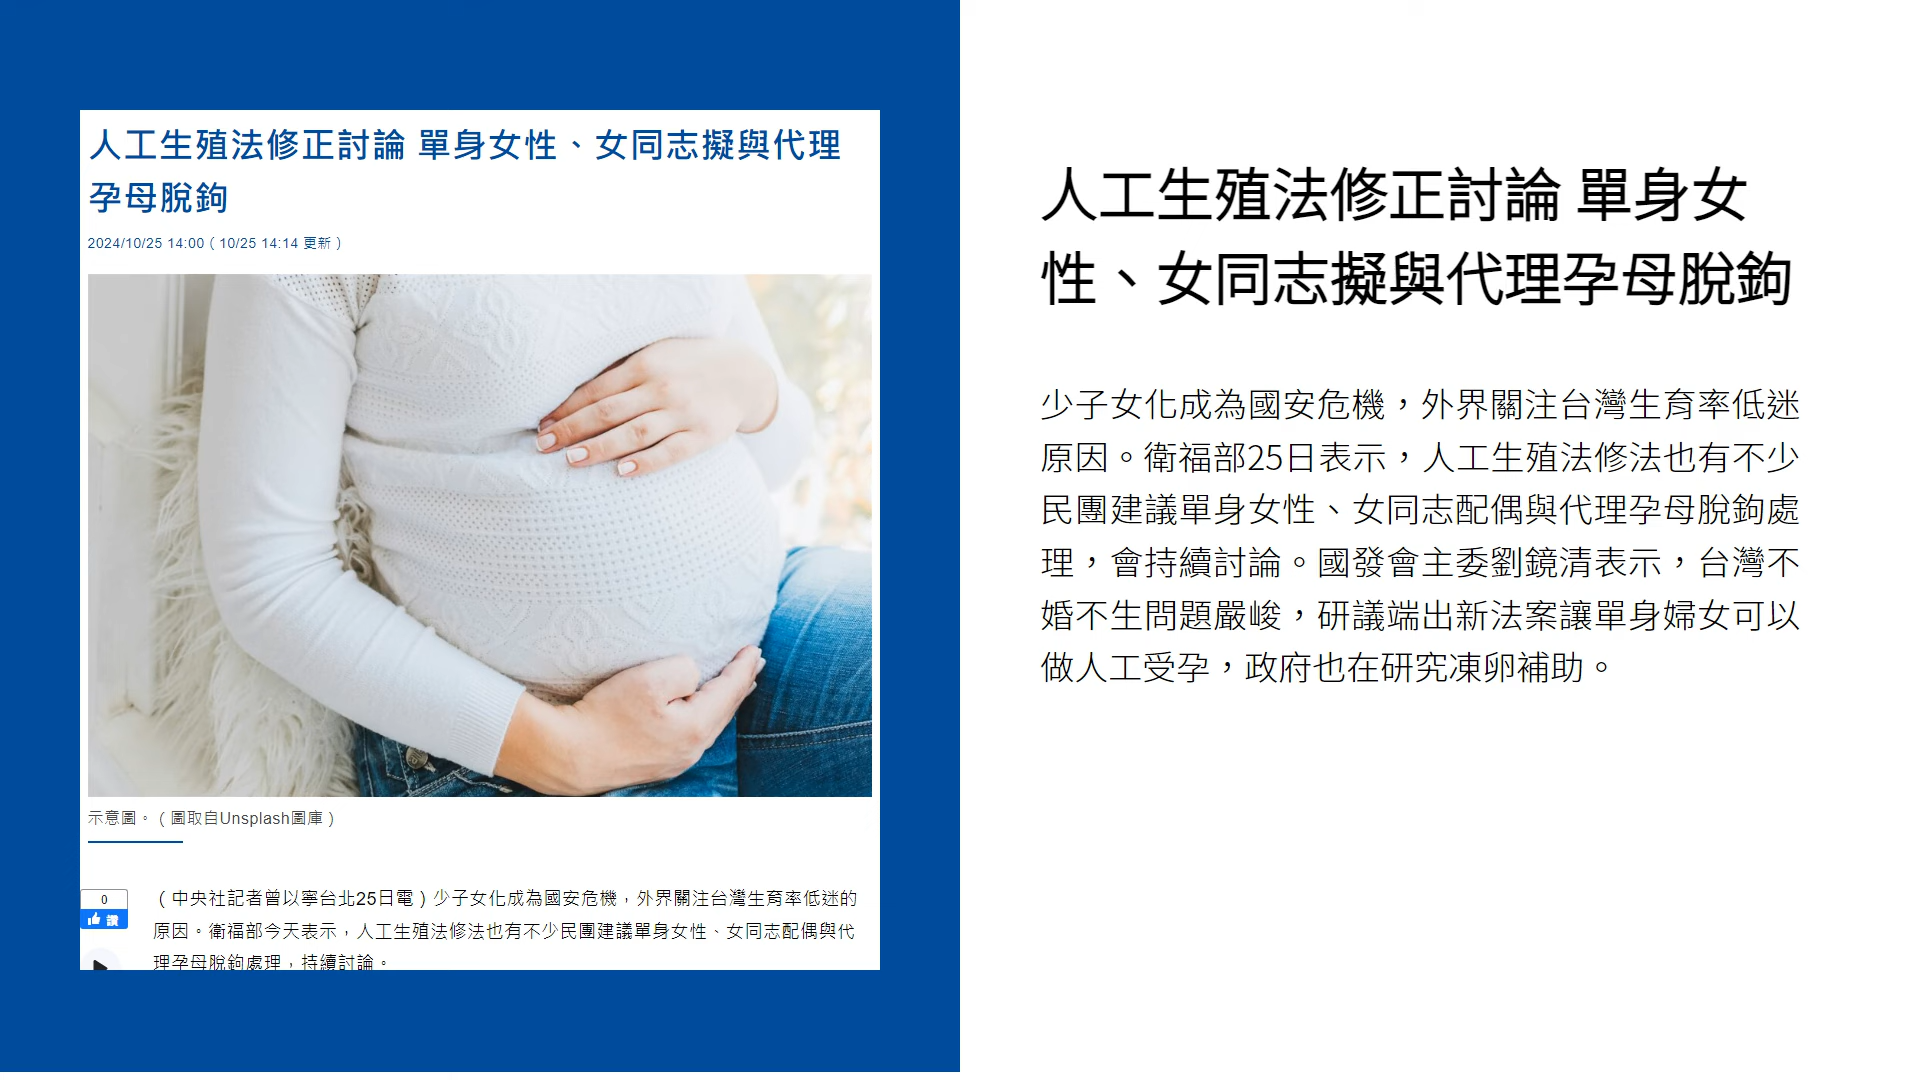 人工生殖法修正討論 單身女性、女同志擬與代理
孕母脫鉤
2024/10/25 14:00（10/25 14:14 更新）
示意圖。（圖取自Unsplash圖庫）
0
讚
（中央社記者曾以寧台北25日電）少子女化成為國安危機，外界關注台灣生育率低迷的
原因。衛福部今天表示，人工生殖法修法也有不少民團建議單身女性、女同志配偶與代
理孕母脫鉤處理，持續討論。
人工生殖法修正討論 單身女
性、女同志擬與代理孕母脫鉤
少子女化成為國安危機，外界關注台灣生育率低迷
原因。衛福部25日表示，人工生殖法修法也有不少
民團建議單身女性、女同志配偶與代理孕母脫鉤處
理，會持續討論。國發會主委劉鏡清表示，台灣不
婚不生問題嚴峻，研議端出新法案讓單身婦女可以
做人工受孕，政府也在研究凍卵補助。